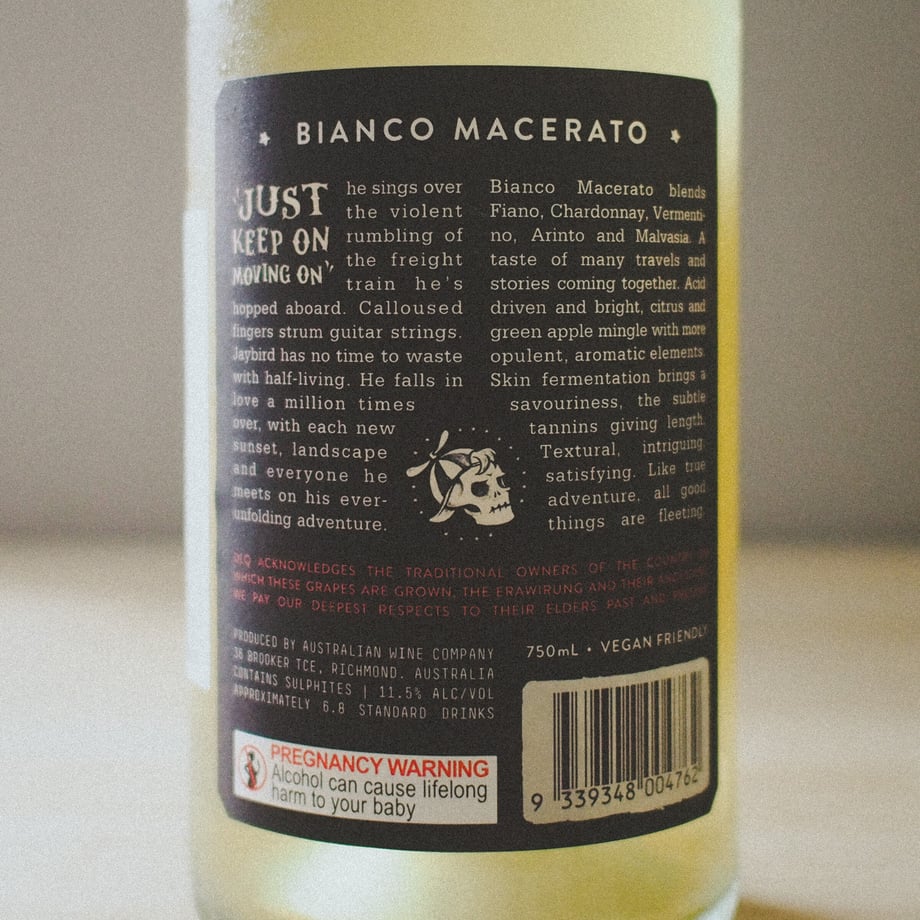 BIANCO MACERATO
"JUST
KEEP ON
MOVING ON"
he sings over
the violent
rumbling of
the freight
train he's
hopped aboard. Calloused
fingers strum guitar strings.
Jaybird has no time to waste
with half-living. He falls in
love a million times
over, with each new
sunset, landscape
and everyone he
meets on his ever-
unfolding adventure.
Bianco Macerato blends
Fiano, Chardonnay, Vermenti-
no, Arinto and Malvasia. A
taste of many travels and
stories coming together. Acid
driven and bright, citrus and
green apple mingle with more
opulent, aromatic elements.
Skin fermentation brings a
savouriness, the subtle
tannins giving length.
Textural, intriguing,
satisfying. Like true
adventure, all good
things are fleeting.
ACKNOWLEDGES THE TRADITIONAL OWNERS OF THE COUNTRY ON
WHICH THESE GRAPES ARE GROWN, THE ERAWIRUNG AND THEIR ANCESTORS.
WE PAY OUR DEEPEST RESPECTS TO THEIR ELDERS PAST AND PRESENT
PRODUCED BY AUSTRALIAN WINE COMPANY
36 BROOKER TCE, RICHMOND. AUSTRALIA
CONTAINS SULPHITES | 11.5% ALC/VOL
APPROXIMATELY 6.8 STANDARD DRINKS
750mL • VEGAN FRIENDLY
PREGNANCY WARNING
Alcohol can cause lifelong
harm to your baby
9 339348 004762